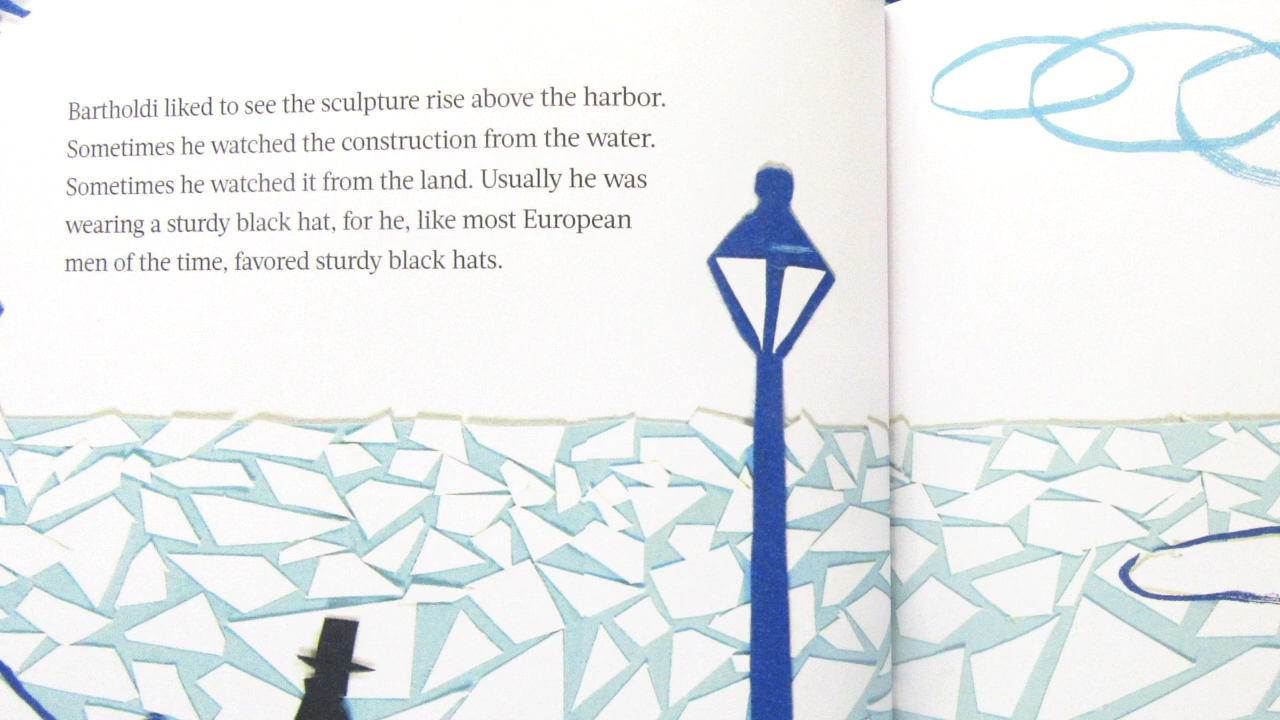 Bartholdi liked to see the sculpture rise above the harbor.
Sometimes he watched the construction from the water.
Sometimes he watched it from the land. Usually he was
wearing a sturdy black hat, for he, like most European
men of the time, favored sturdy black hats.